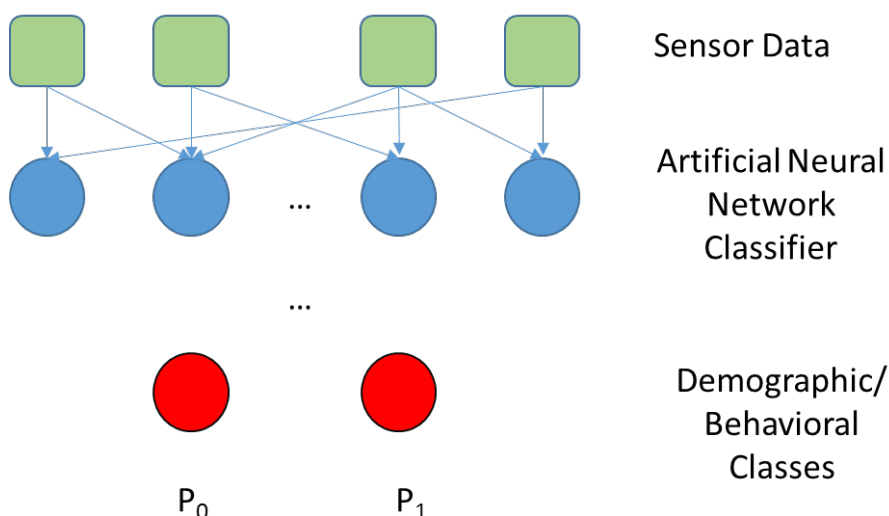 Sensor Data
Artificial Neural
Network
Classifier
...
...
Demographic/
Behavioral
Classes
P₀
P₁